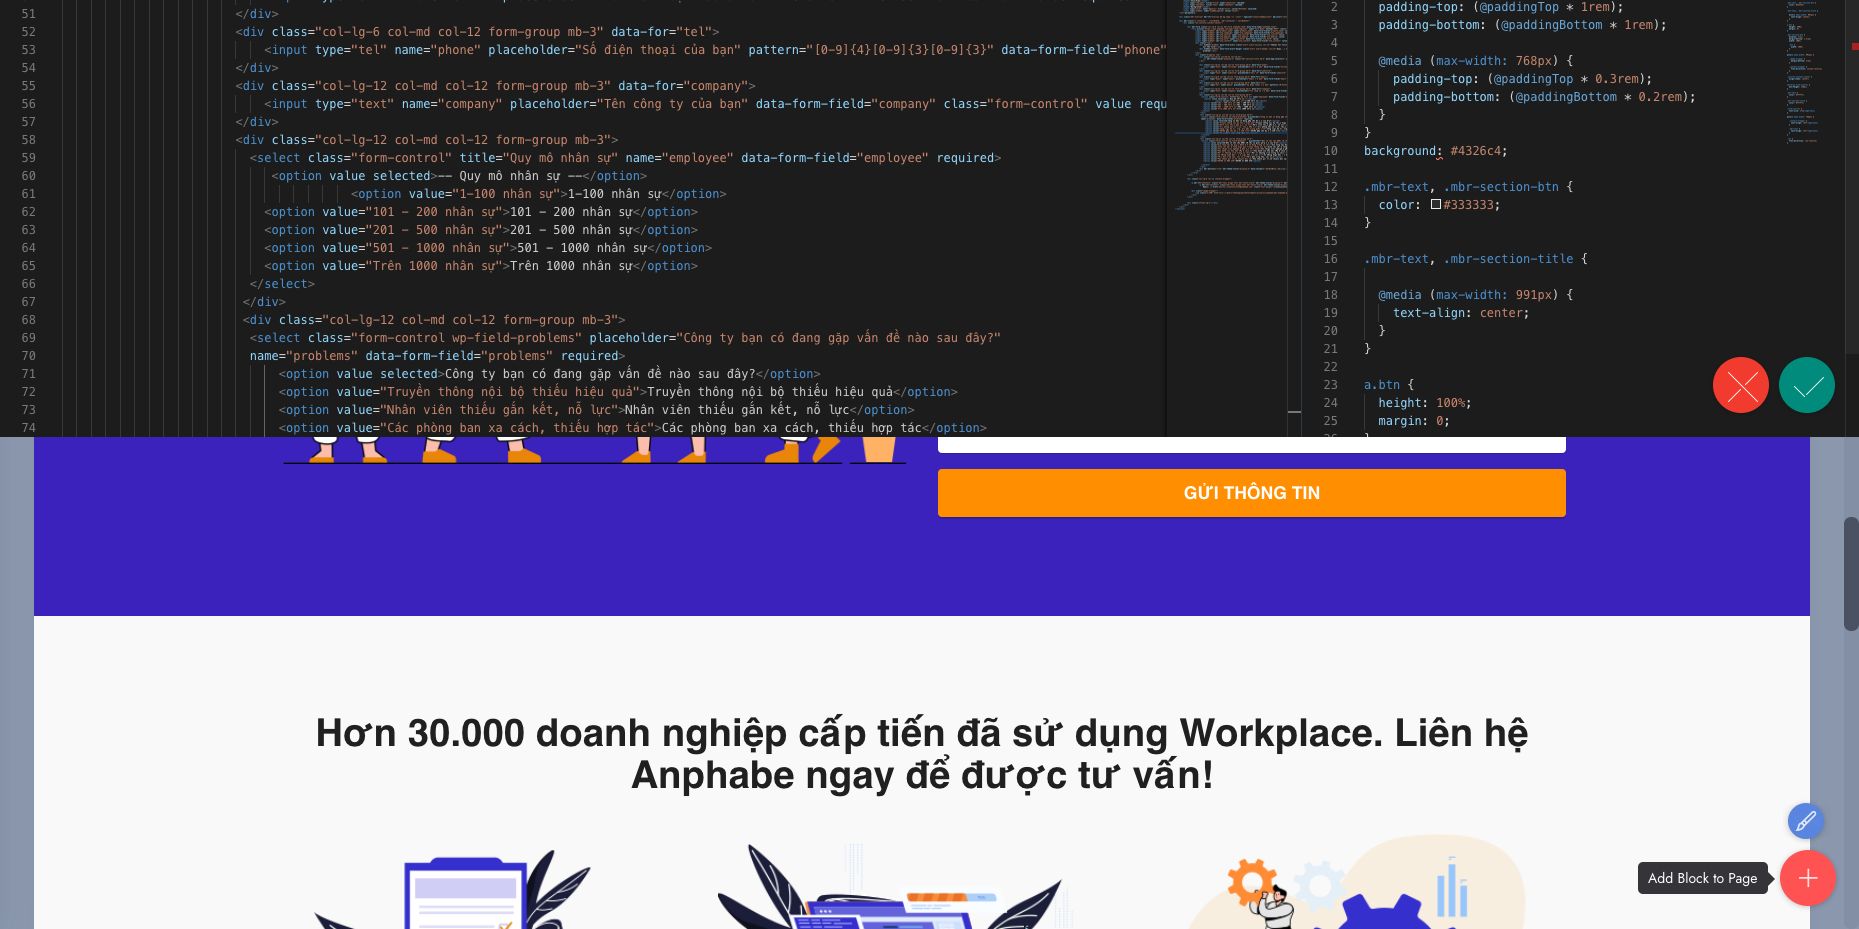 51 </div>
52 <div class="col-lg-6 col-md col-12 form-group mb-3" data-for="tel">
53 <input type="tel" name="phone" placeholder="Số điện thoại của bạn" pattern="[0-9]{4}[0-9]{3}[0-9]{3}" data-form-field="phone"
54 </div>
55 <div class="col-lg-12 col-md col-12 form-group mb-3" data-for="company">
56 <input type="text" name="company" placeholder="Tên công ty của bạn" data-form-field="company" class="form-control" value requ
57 </div>
58 <div class="col-lg-12 col-md col-12 form-group mb-3">
59 <select class="form-control" title="Quy mô nhân sự" name="employee" data-form-field="employee" required>
60 <option value selected>-- Quy mô nhân sự --</option>
61 <option value="1-100 nhân sự">1-100 nhân sự</option>
62 <option value="101 - 200 nhân sự">101 - 200 nhân sự</option>
63 <option value="201 - 500 nhân sự">201 - 500 nhân sự</option>
64 <option value="501 - 1000 nhân sự">501 - 1000 nhân sự</option>
65 <option value="Trên 1000 nhân sự">Trên 1000 nhân sự</option>
66 </select>
67 </div>
68 <div class="col-lg-12 col-md col-12 form-group mb-3">
69 <select class="form-control wp-field-problems" placeholder="Công ty bạn có đang gặp vấn đề nào sau đây?"
70 name="problems" data-form-field="problems" required>
71 <option value selected>Công ty bạn có đang gặp vấn đề nào sau đây?</option>
72 <option value="Truyền thông nội bộ thiếu hiệu quả">Truyền thông nội bộ thiếu hiệu quả</option>
73 <option value="Nhân viên thiếu gắn kết, nỗ lực">Nhân viên thiếu gắn kết, nỗ lực</option>
74 <option value="Các phòng ban xa cách, thiếu hợp tác">Các phòng ban xa cách, thiếu hợp tác</option>
2 padding-top: (@paddingTop * 1rem);
3 padding-bottom: (@paddingBottom * 1rem);
4
5 @media (max-width: 768px) {
6 padding-top: (@paddingTop * 0.3rem);
7 padding-bottom: (@paddingBottom * 0.2rem);
8 }
9 }
10 background: #4326c4;
11
12 .mbr-text, .mbr-section-btn {
13 color: #333333;
14 }
15
16 .mbr-text, .mbr-section-title {
17
18 @media (max-width: 991px) {
19 text-align: center;
20 }
21 }
22
23 a.btn {
24 height: 100%;
25 margin: 0;
GỬI THÔNG TIN
Hơn 30.000 doanh nghiệp cấp tiến đã sử dụng Workplace. Liên hệ
Anphabe ngay để được tư vấn!
Add Block to Page